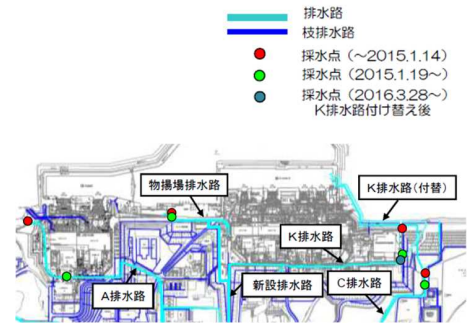 排水路
枝排水路
採水点(~2015.1.14)
採水点(2015.1.19~)
採水点(2016.3.28~)
K排水路付け替え後
物揚場排水路
K排水路(付替)
K排水路
A排水路
新設排水路
C排水路